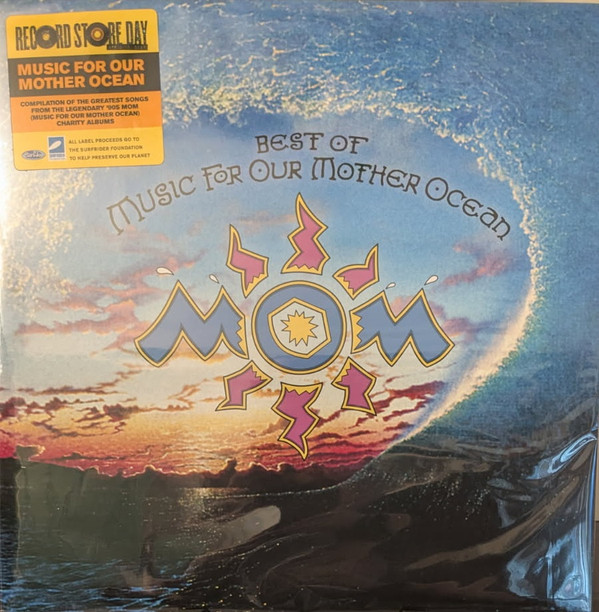 RECORD STORE DAY
MUSIC FOR OUR
MOTHER OCEAN
COMPILATION OF THE GREATEST SONGS
FROM THE LEGENDARY '90S MOM
(MUSIC FOR OUR MOTHER OCEAN)
CHARITY ALBUMS
ALL LABEL PROCEEDS GO TO
THE SURFRIDER FOUNDATION
TO HELP PRESERVE OUR PLANET
BEST OF
MUSIC FOR OUR MOTHER OCEAN
MOM